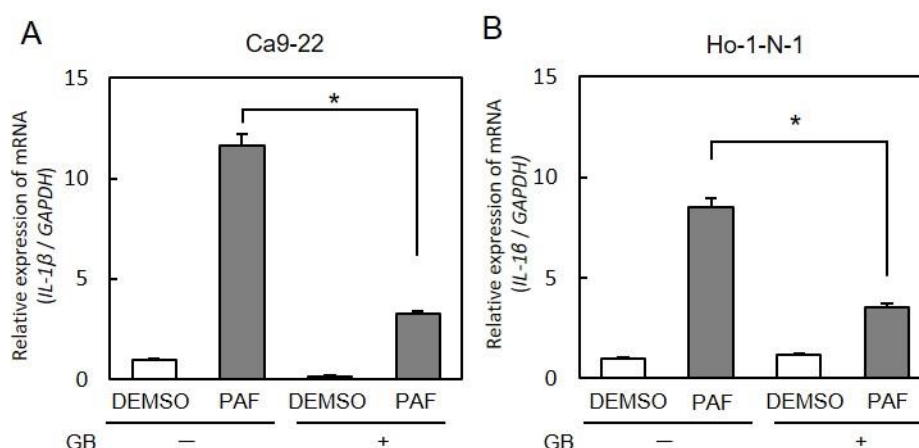 A
Ca9-22
Relative expression of mRNA
(IL-1β / GAPDH)
15
10
5
0
*
DEMSO PAF DEMSO PAF
GB — +
B
Ho-1-N-1
Relative expression of mRNA
(IL-1β / GAPDH)
15
10
5
0
*
DEMSO PAF DEMSO PAF
GB — +